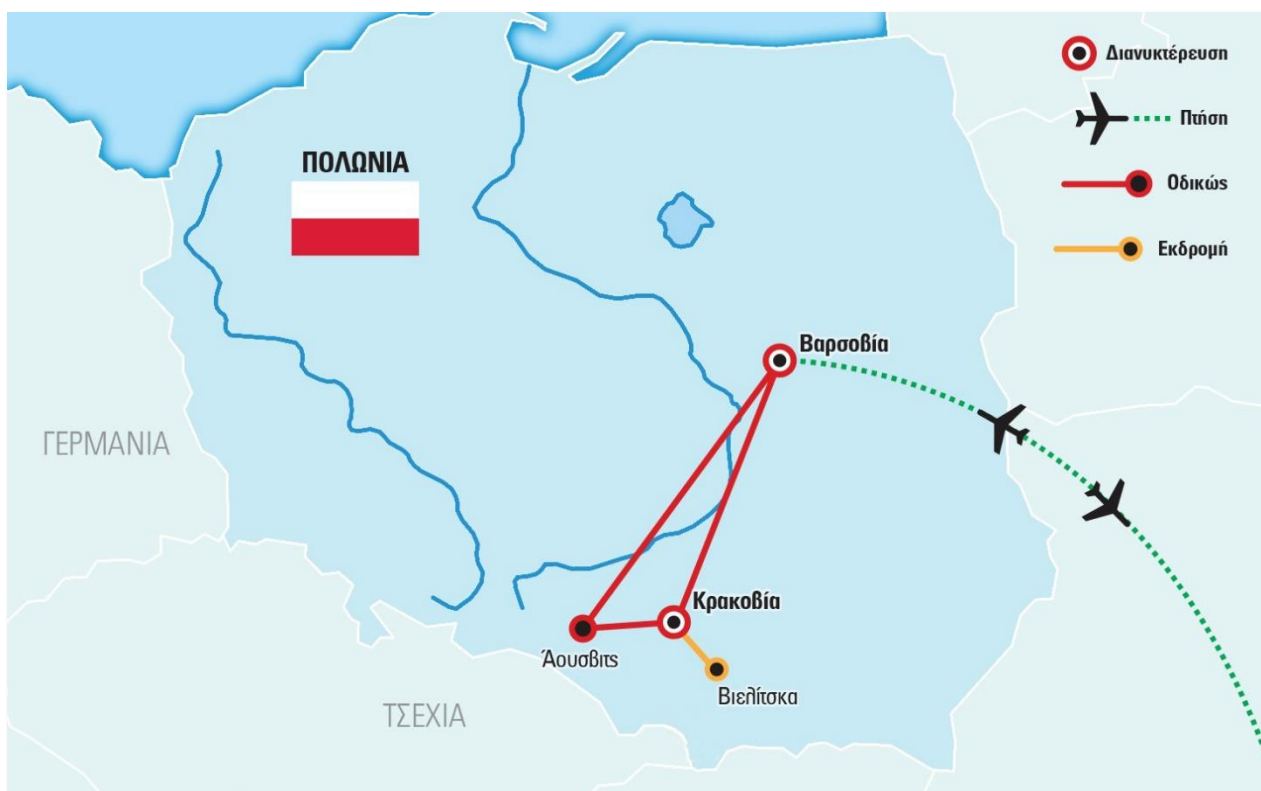 Διανυκτέρευση
Πτήση
Οδικώς
Εκδρομή
ΠΟΛΩΝΙΑ
Βαρσοβία
ΓΕΡΜΑΝΙΑ
Κρακοβία
Άουσβιτς
Βιελίτσκα
ΤΣΕΧΙΑ